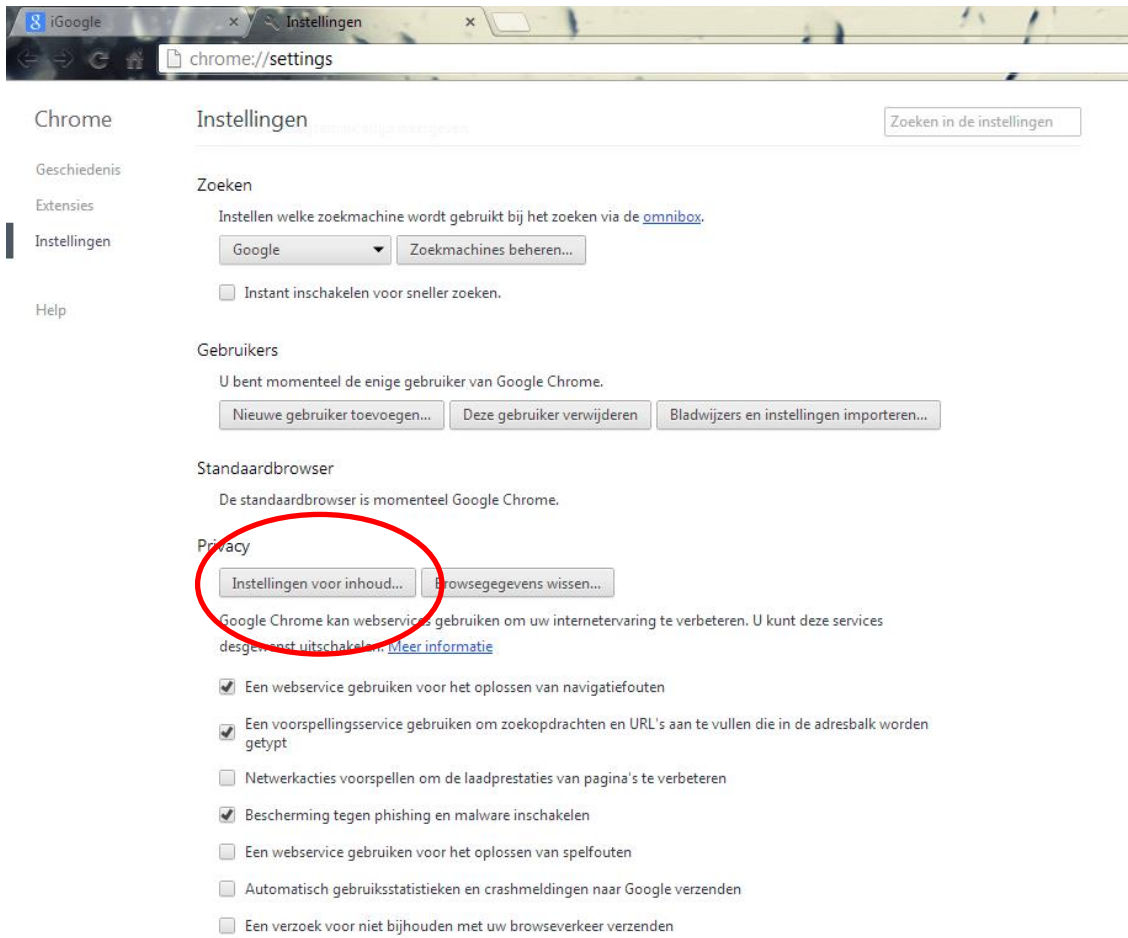 iGoogle
Instellingen
chrome://settings
Chrome
Instellingen
Zoeken in de instellingen
Geschiedenis
Extensies
Instellingen
Help
Zoeken
Instellen welke zoekmachine wordt gebruikt bij het zoeken via de omnibox.
Google
Zoekmachines beheren...
Instant inschakelen voor sneller zoeken.
Gebruikers
U bent momenteel de enige gebruiker van Google Chrome.
Nieuwe gebruiker toevoegen...
Deze gebruiker verwijderen
Bladwijzers en instellingen importeren...
Standaardbrowser
De standaardbrowser is momenteel Google Chrome.
Privacy
Instellingen voor inhoud...
Browsegegevens wissen...
Google Chrome kan webservices gebruiken om uw internetervaring te verbeteren. U kunt deze services
desgewenst uitschakelen. Meer informatie
Een webservice gebruiken voor het oplossen van navigatiefouten
Een voorspellingsservice gebruiken om zoekopdrachten en URL's aan te vullen die in de adresbalk worden
getypt
Netwerkacties voorspellen om de laadprestaties van pagina's te verbeteren
Bescherming tegen phishing en malware inschakelen
Een webservice gebruiken voor het oplossen van spelfouten
Automatisch gebruiksstatistieken en crashmeldingen naar Google verzenden
Een verzoek voor niet bijhouden met uw browseverkeer verzenden